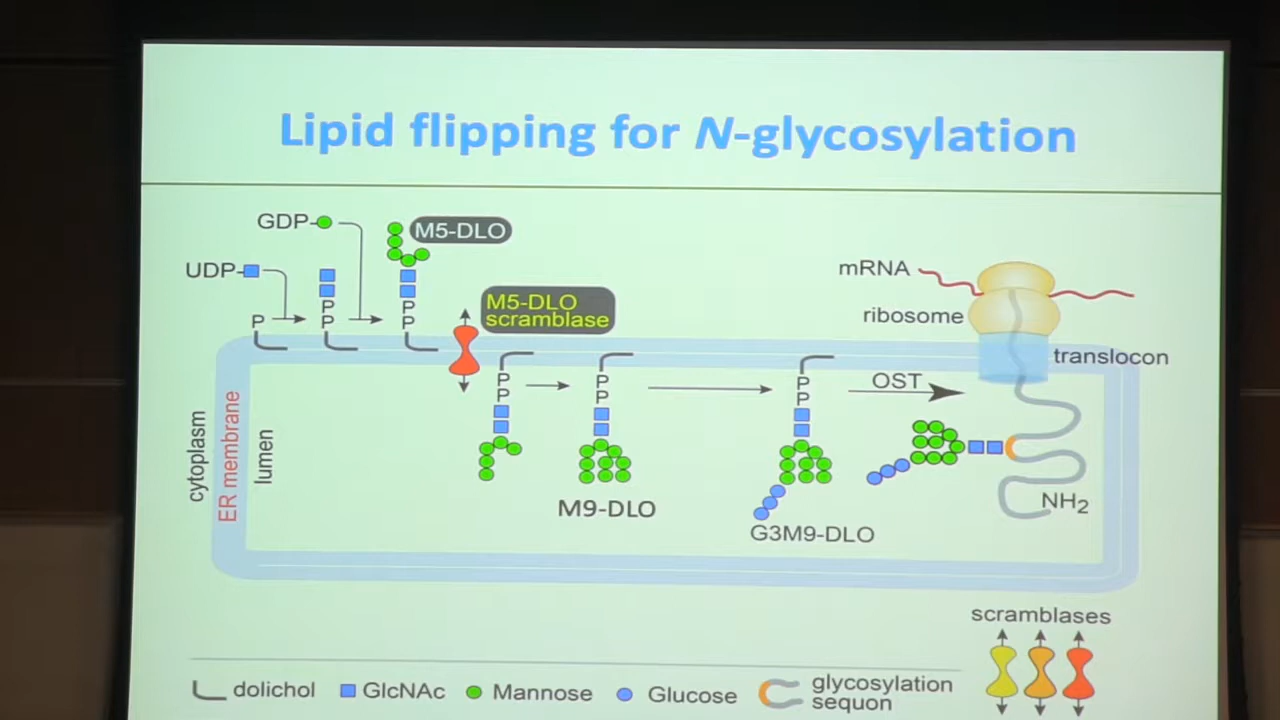 Lipid flipping for N-glycosylation
GDP
M5-DLO
UDP
mRNA
M5-DLO
scramblase
ribosome
P
P
P
P
P
translocon
P
P
P
P
P
P
OST
cytoplasm
ER membrane
lumen
M9-DLO
NH2
G3M9-DLO
scramblases
dolichol
GlcNAc
Mannose
Glucose
glycosylation
sequon